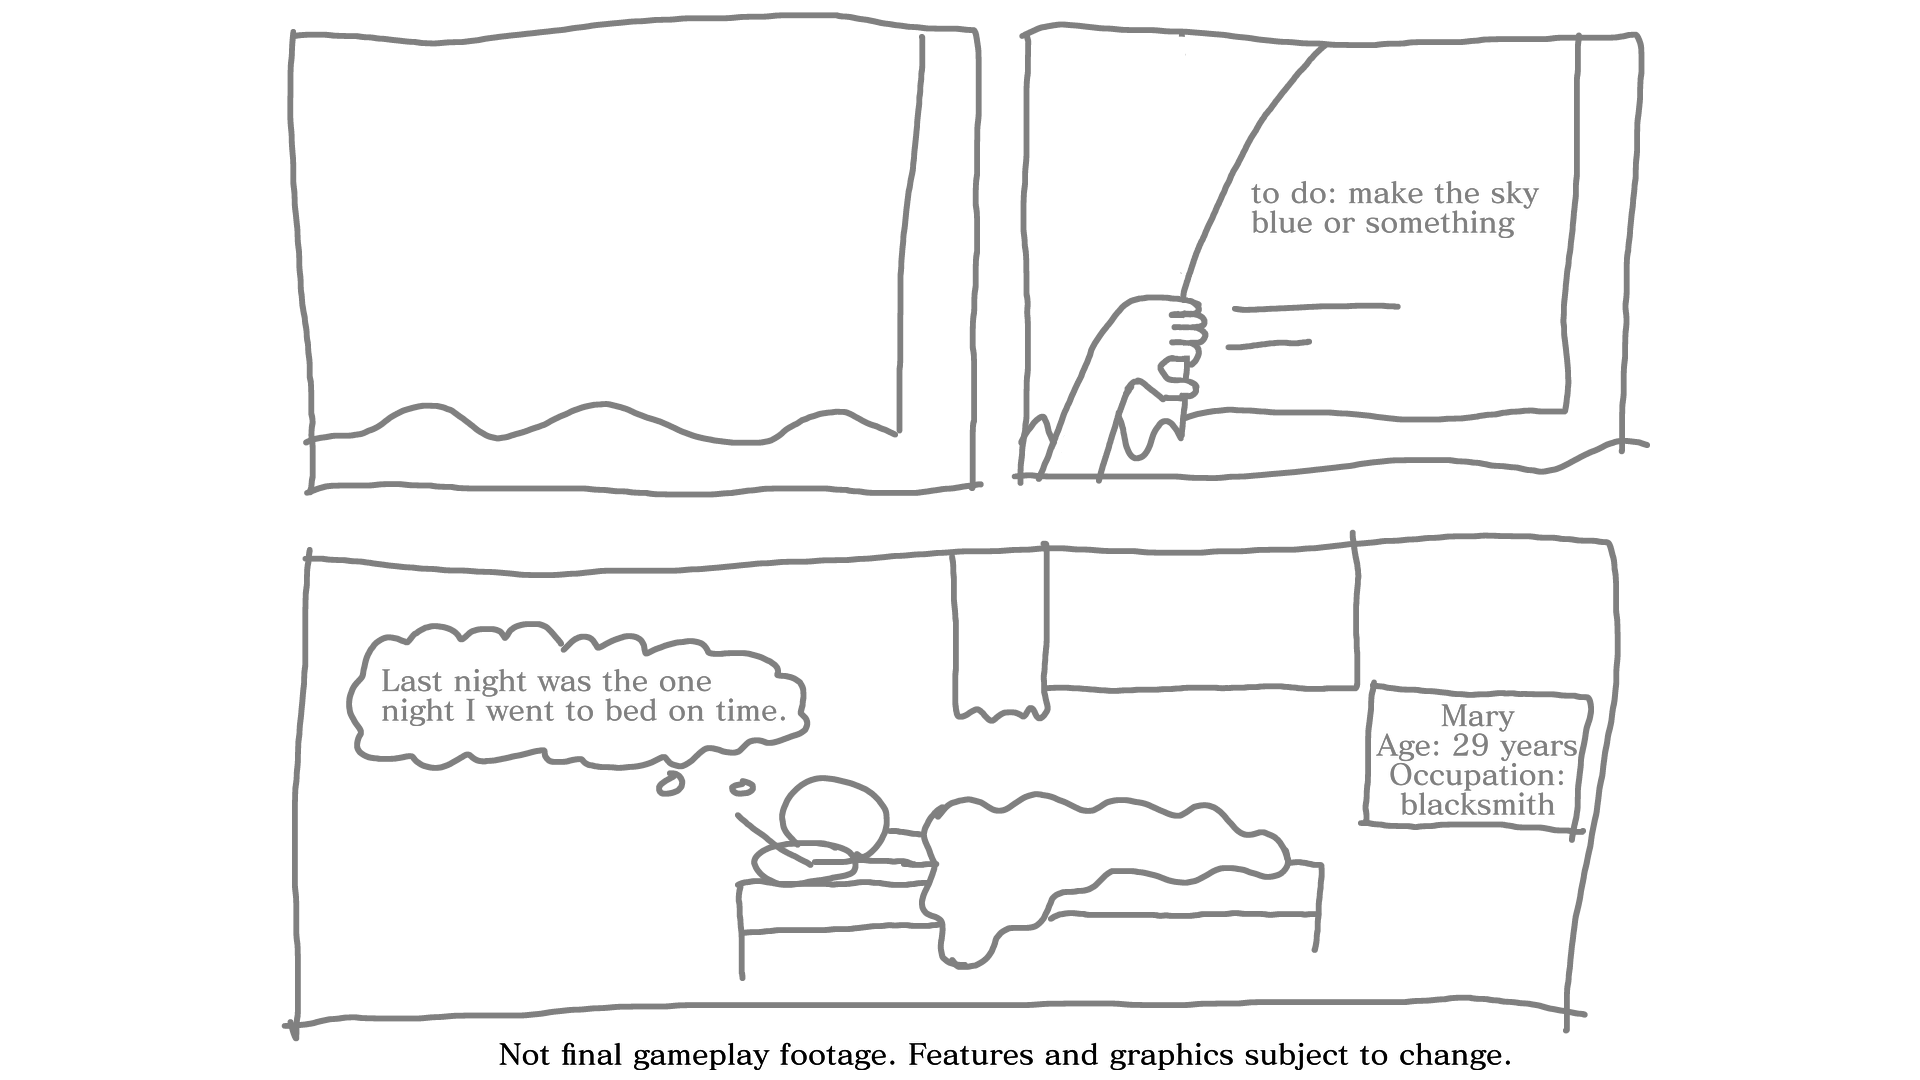 to do: make the sky
blue or something
Last night was the one
night I went to bed on time.
Mary
Age: 29 years
Occupation:
blacksmith
Not final gameplay footage. Features and graphics subject to change.